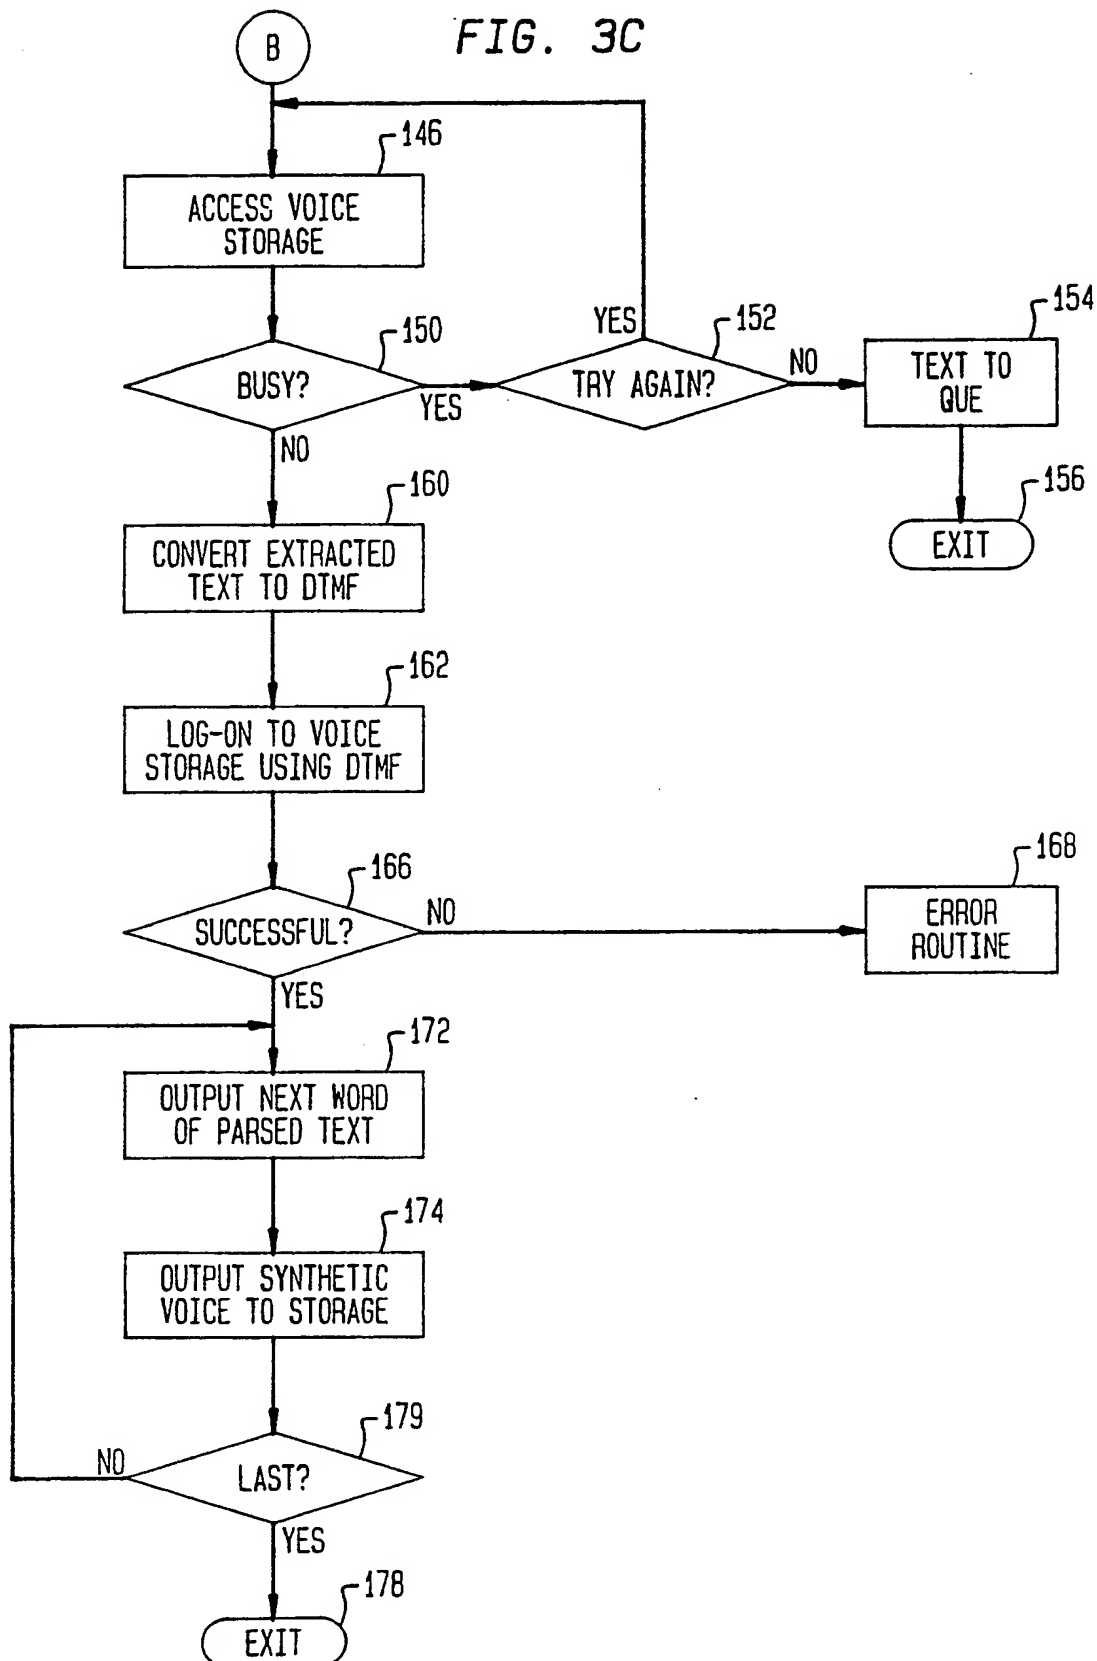 FIG. 3C
B
146
ACCESS VOICE
STORAGE
150
BUSY?
YES
NO
152
TRY AGAIN?
YES
NO
154
TEXT TO
QUE
156
EXIT
160
CONVERT EXTRACTED
TEXT TO DTMF
162
LOG-ON TO VOICE
STORAGE USING DTMF
166
SUCCESSFUL?
NO
YES
168
ERROR
ROUTINE
172
OUTPUT NEXT WORD
OF PARSED TEXT
174
OUTPUT SYNTHETIC
VOICE TO STORAGE
179
LAST?
NO
YES
178
EXIT